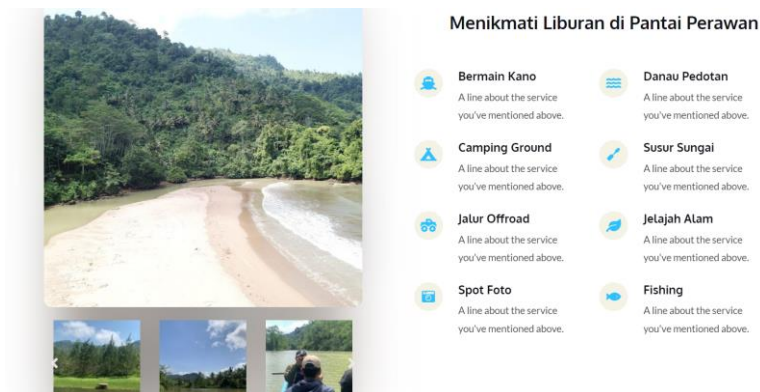 Menikmati Liburan di Pantai Perawan
Bermain Kano
A line about the service
you've mentioned above.
Danau Pedotan
A line about the service
you've mentioned above.
Camping Ground
A line about the service
you've mentioned above.
Susur Sungai
A line about the service
you've mentioned above.
Jalur Offroad
A line about the service
you've mentioned above.
Jelajah Alam
A line about the service
you've mentioned above.
Spot Foto
A line about the service
you've mentioned above.
Fishing
A line about the service
you've mentioned above.